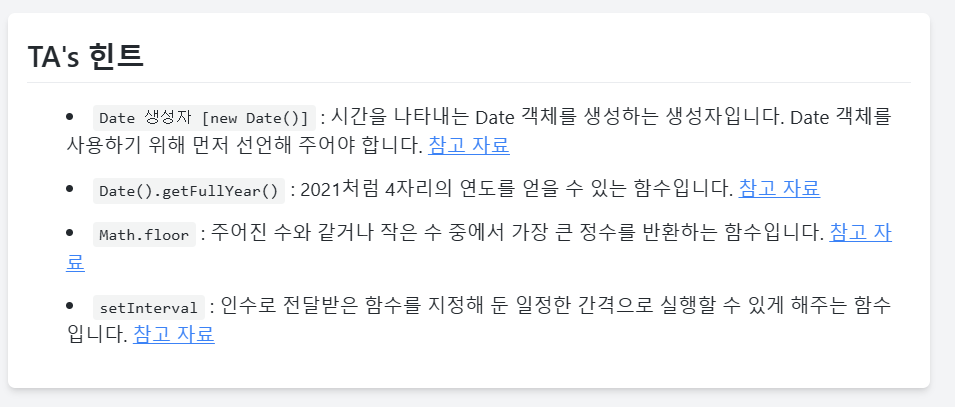 TA's 힌트
Date 생성자 [new Date()] : 시간을 나타내는 Date 객체를 생성하는 생성자입니다. Date 객체를
사용하기 위해 먼저 선언해 주어야 합니다. 참고 자료
Date().getFullYear() : 2021처럼 4자리의 연도를 얻을 수 있는 함수입니다. 참고 자료
Math.floor : 주어진 수와 같거나 작은 수 중에서 가장 큰 정수를 반환하는 함수입니다. 참고 자
료
setInterval : 인수로 전달받은 함수를 지정해 둔 일정한 간격으로 실행할 수 있게 해주는 함수
입니다. 참고 자료